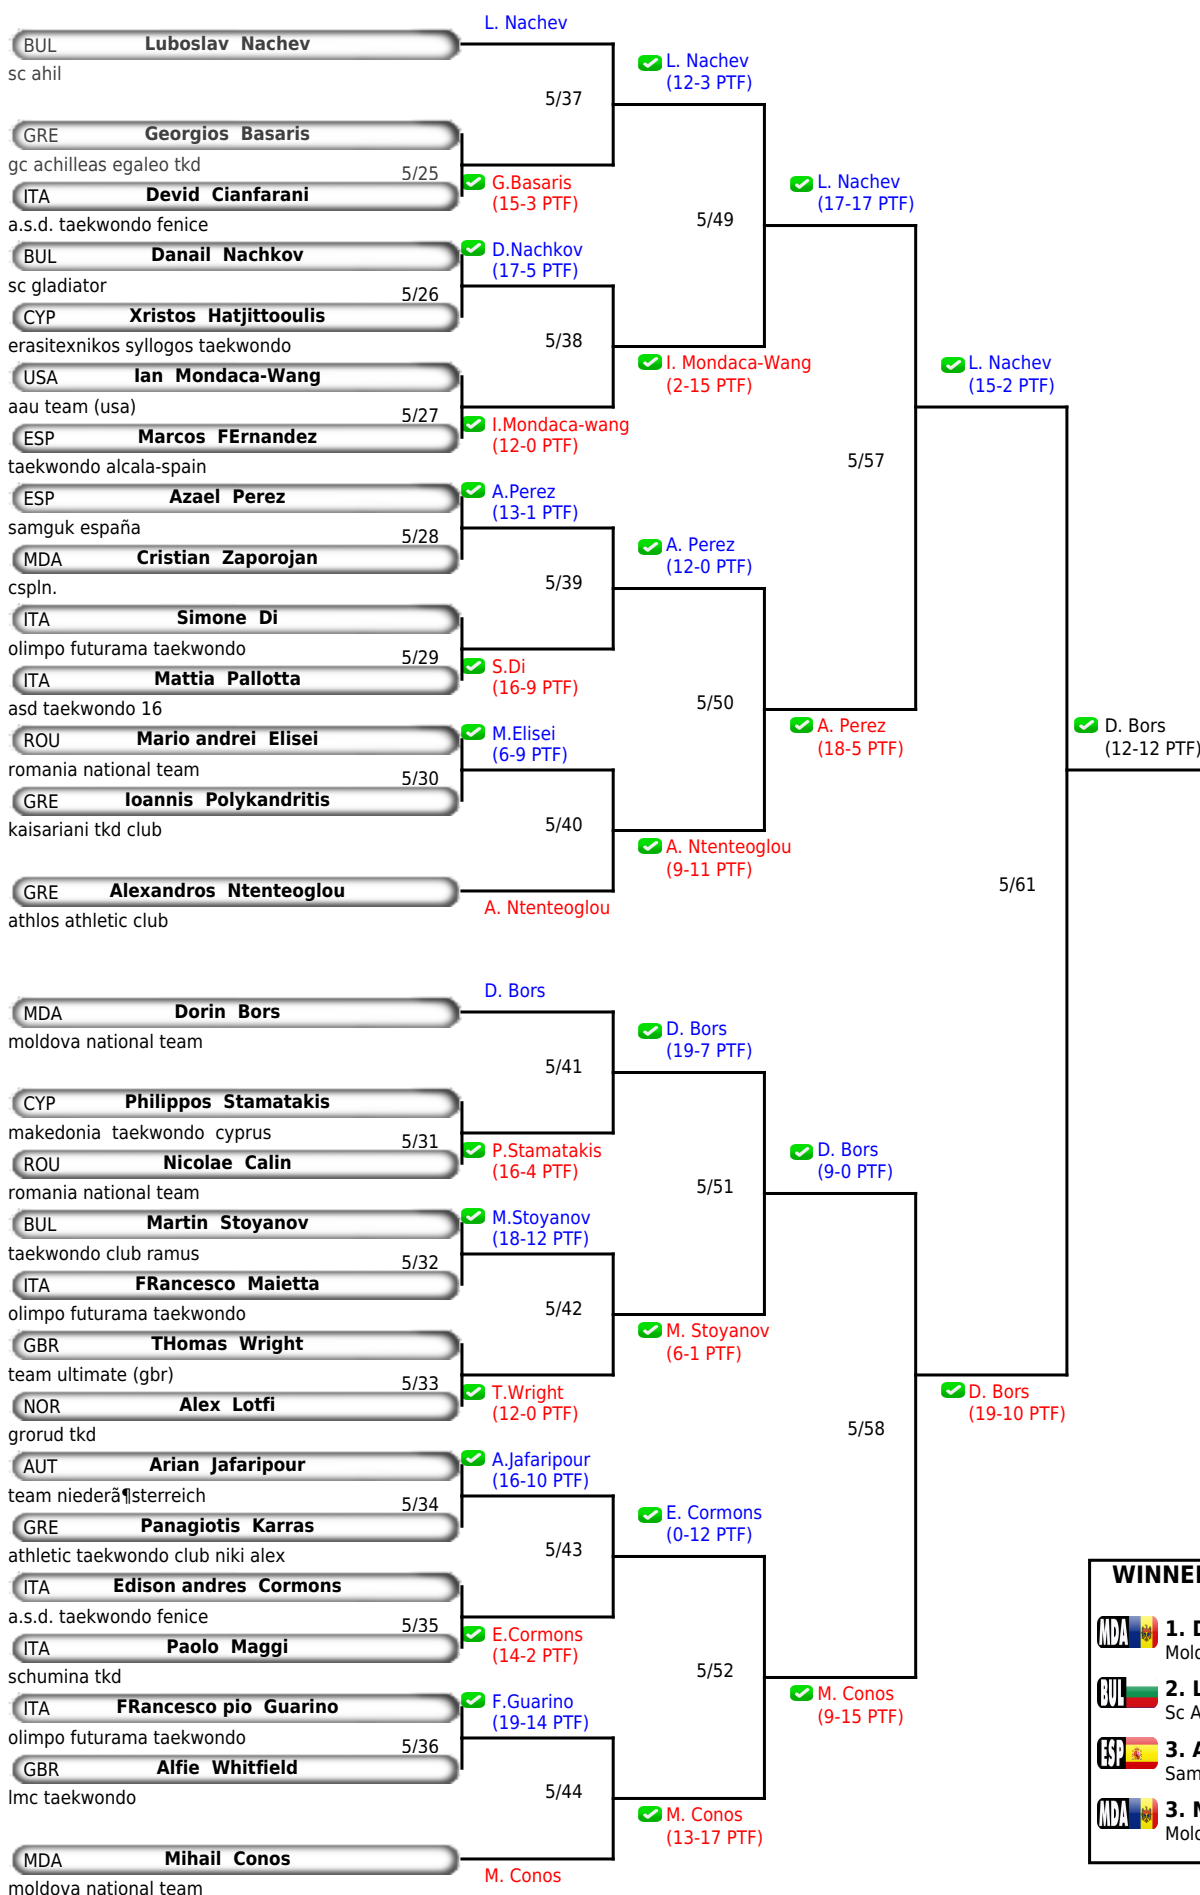 L. Nachev
BUL Luboslav Nachev
sc ahil
L. Nachev
(12-3 PTF)
5/37
GRE Georgios Basaris
gc achilleas egaleo tkd
5/25
ITA Devid Cianfarani
G.Basaris
(15-3 PTF)
a.s.d. taekwondo fenice
L. Nachev
(17-17 PTF)
5/49
BUL Danail Nachkov
D.Nachkov
(17-5 PTF)
sc gladiator
5/26
CYP Xristos Hatjittooulis
erasitexnikos syllogos taekwondo
5/38
I. Mondaca-Wang
(2-15 PTF)
USA Ian Mondaca-Wang
aau team (usa)
5/27
ESP Marcos FErnandez
I.Mondaca-wang
(12-0 PTF)
taekwondo alcala-spain
L. Nachev
(15-2 PTF)
5/57
ESP Azael Perez
A.Perez
(13-1 PTF)
samguk españa
5/28
MDA Cristian Zaporojan
cspln.
A. Perez
(12-0 PTF)
5/39
ITA Simone Di
olimpo futurama taekwondo
5/29
ITA Mattia Pallotta
S.Di
(16-9 PTF)
asd taekwondo 16
5/50
A. Perez
(18-5 PTF)
D. Bors
(12-12 PTF)
ROU Mario andrei Elisei
M.Elisei
(6-9 PTF)
romania national team
5/30
GRE Ioannis Polykandritis
kaisariani tkd club
5/40
A. Ntenteoglou
(9-11 PTF)
GRE Alexandros Ntenteoglou
athlos athletic club
A. Ntenteoglou
5/61
D. Bors
MDA Dorin Bors
moldova national team
D. Bors
(19-7 PTF)
5/41
CYP Philippos Stamatakis
makedonia taekwondo cyprus
5/31
ROU Nicolae Calin
P.Stamatakis
(16-4 PTF)
romania national team
D. Bors
(9-0 PTF)
5/51
BUL Martin Stoyanov
M.Stoyanov
(18-12 PTF)
taekwondo club ramus
5/32
ITA FRancesco Maietta
olimpo futurama taekwondo
5/42
M. Stoyanov
(6-1 PTF)
GBR THomas Wright
team ultimate (gbr)
5/33
NOR Alex Lotfi
T.Wright
(12-0 PTF)
grorud tkd
D. Bors
(19-10 PTF)
5/58
AUT Arian Jafaripour
A.Jafaripour
(16-10 PTF)
team niederã¶sterreich
5/34
GRE Panagiotis Karras
athletic taekwondo club niki alex
E. Cormons
(0-12 PTF)
5/43
ITA Edison andres Cormons
a.s.d. taekwondo fenice
5/35
ITA Paolo Maggi
E.Cormons
(14-2 PTF)
schumina tkd
5/52
M. Conos
(9-15 PTF)
ITA FRancesco pio Guarino
F.Guarino
(19-14 PTF)
olimpo futurama taekwondo
5/36
GBR Alfie Whitfield
lmc taekwondo
5/44
M. Conos
(13-17 PTF)
MDA Mihail Conos
M. Conos
moldova national team
MDA 1.
BUL 2.
Sc
ESP 3.
MDA 3.